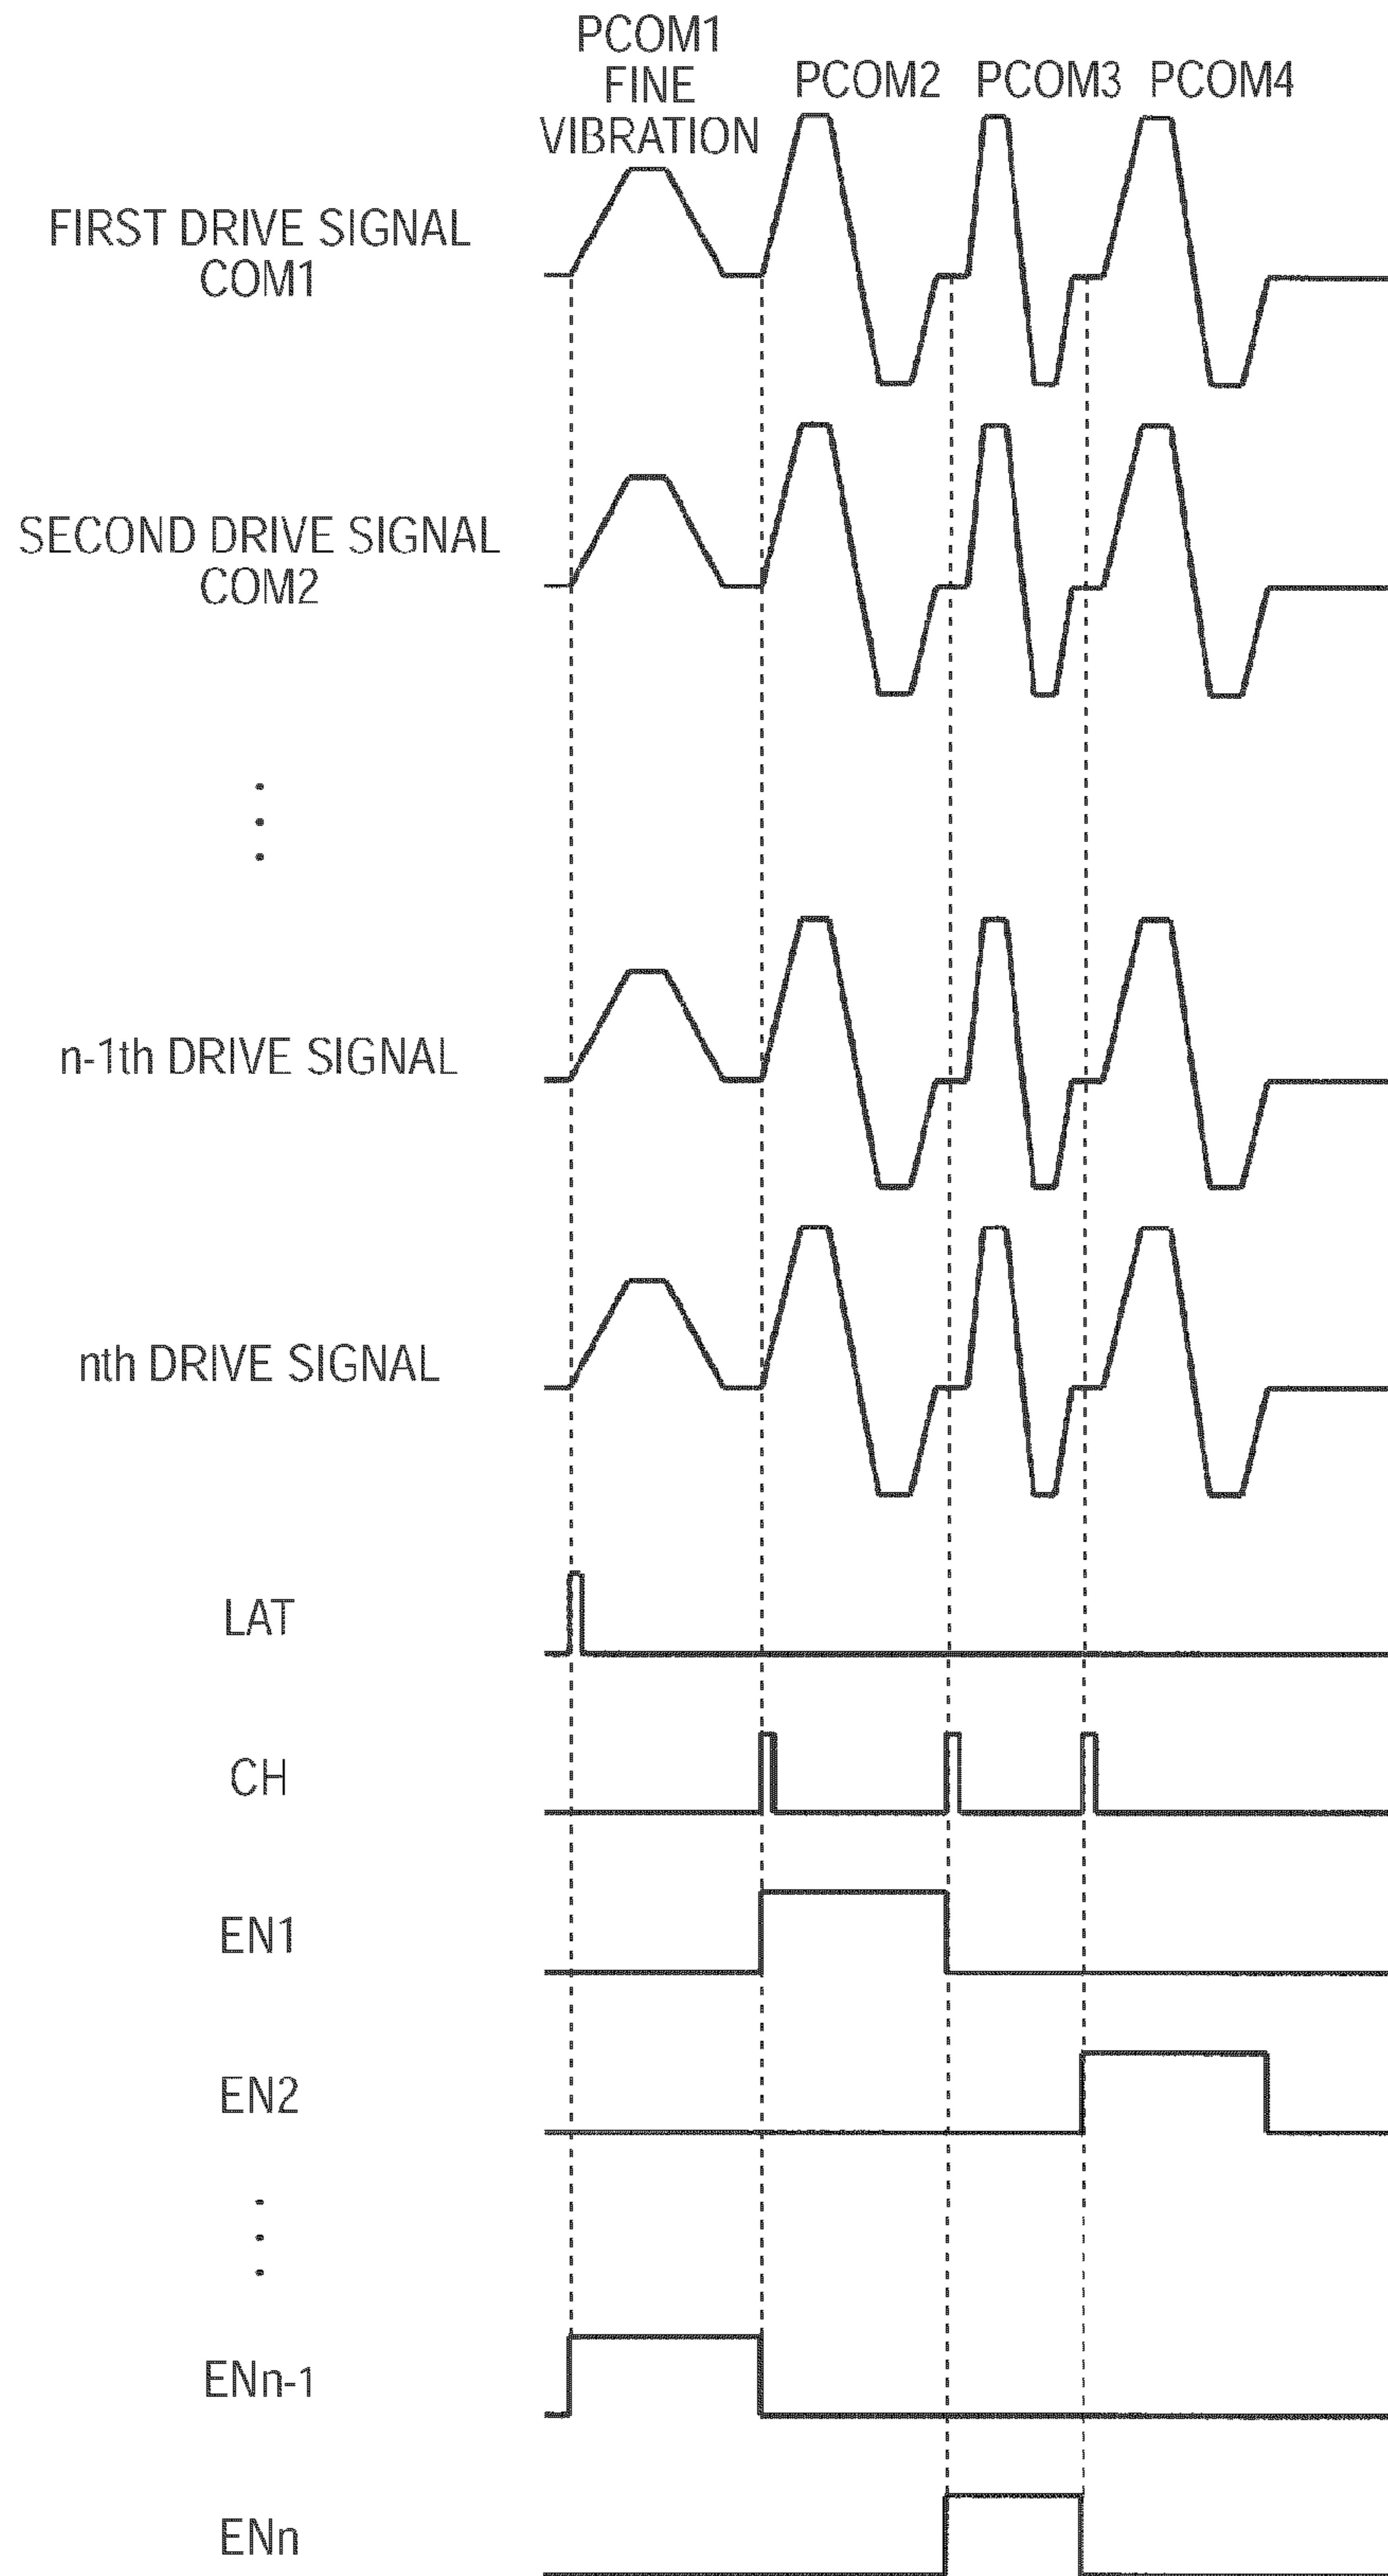 PCOM1
FINE
VIBRATION
PCOM2
PCOM3
PCOM4
FIRST DRIVE SIGNAL
COM1
SECOND DRIVE SIGNAL
COM2
n-1th DRIVE SIGNAL
nth DRIVE SIGNAL
LAT
CH
EN1
EN2
ENn-1
ENn